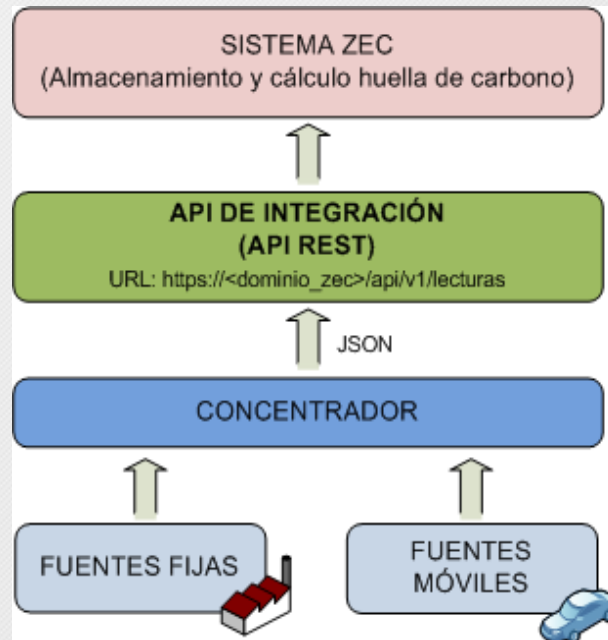 SISTEMA ZEC
(Almacenamiento y cálculo huella de carbono)
API DE INTEGRACIÓN
(API REST)
URL: https://<dominio_zec>/api/v1/lecturas
JSON
CONCENTRADOR
FUENTES FIJAS
FUENTES
MÓVILES